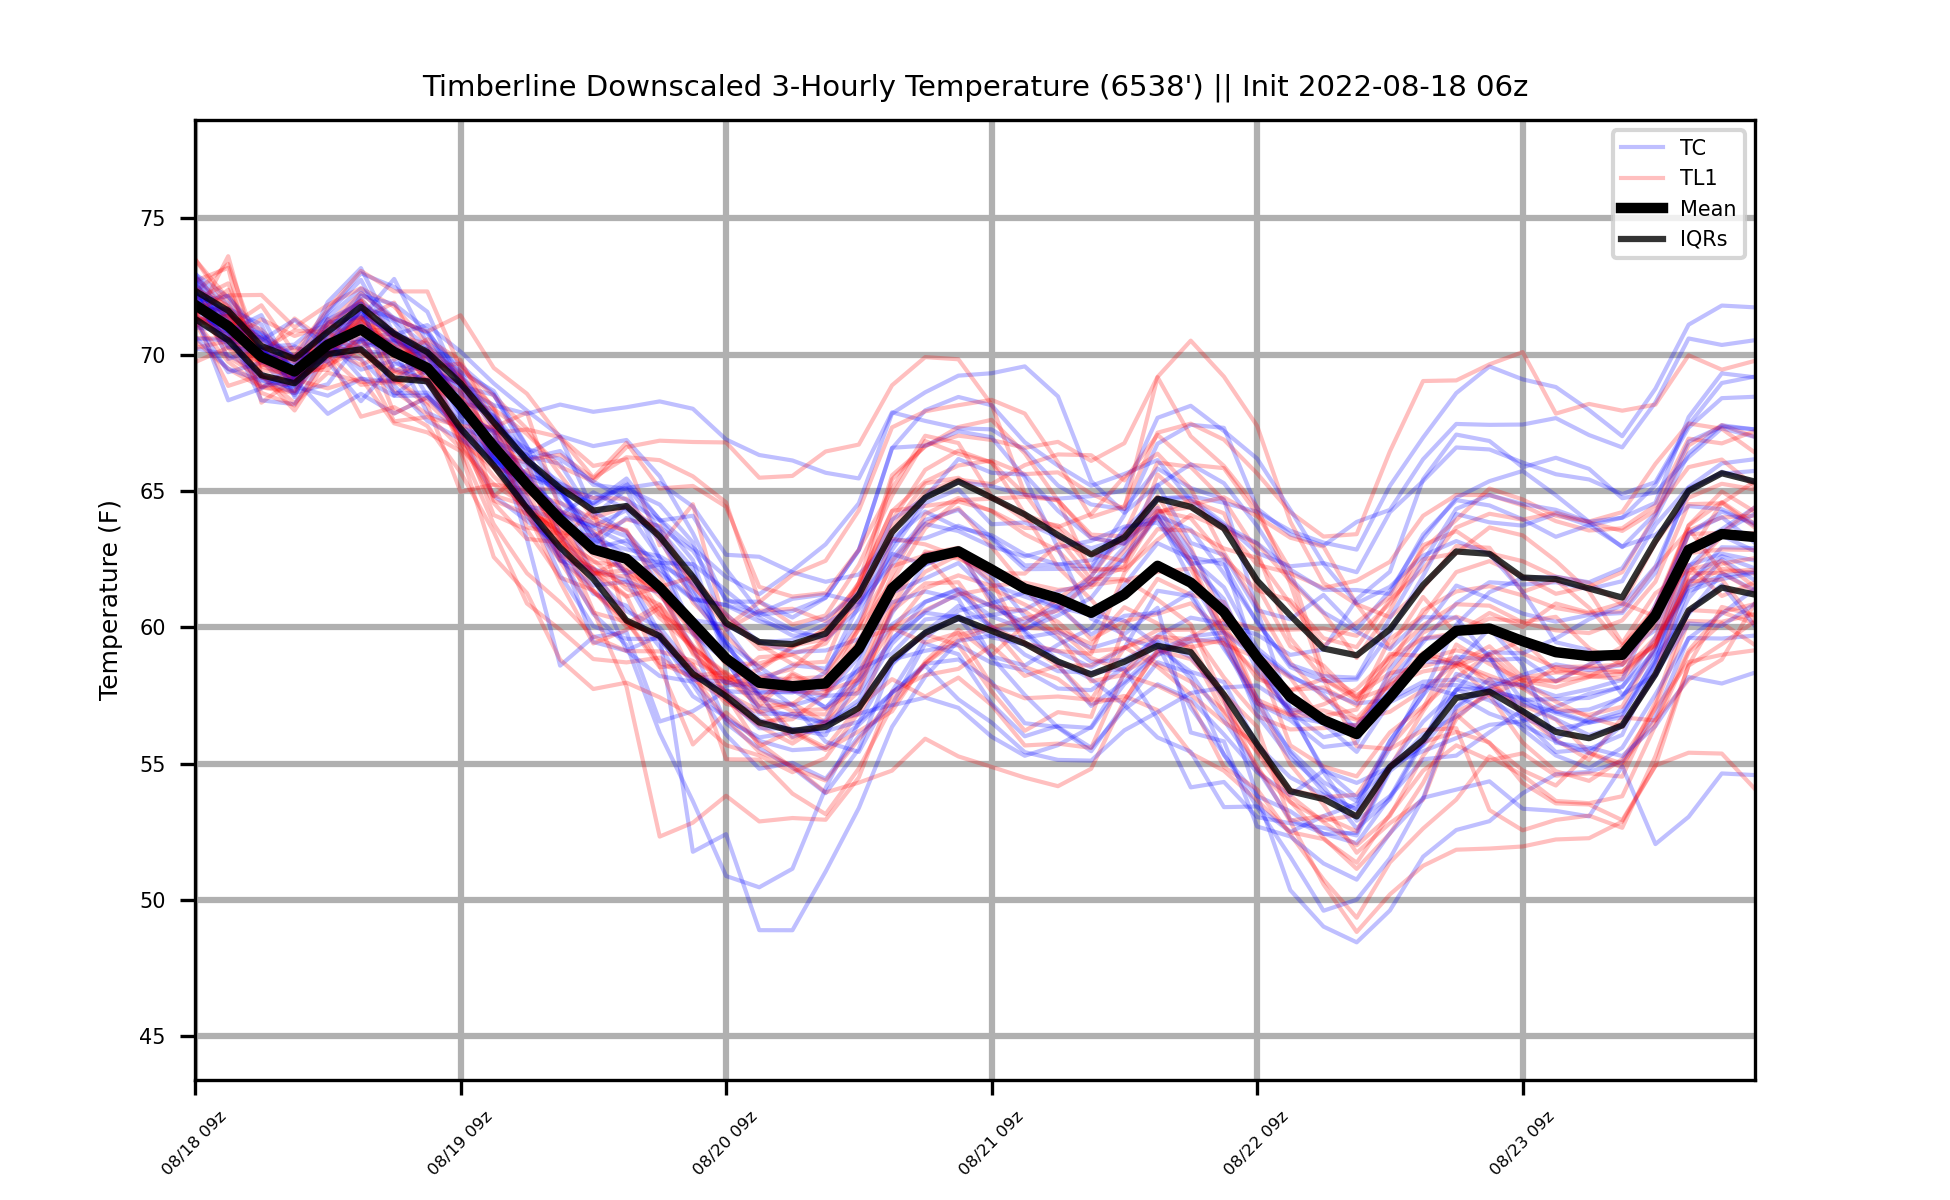 Timberline Downscaled 3-Hourly Temperature (6538') || Init 2022-08-18 06z
TC
TL1
Mean
IQRs
Temperature (F)
75
70
65
60
55
50
45
08/18 09z
08/19 09z
08/20 09z
08/21 09z
08/22 09z
08/23 09z